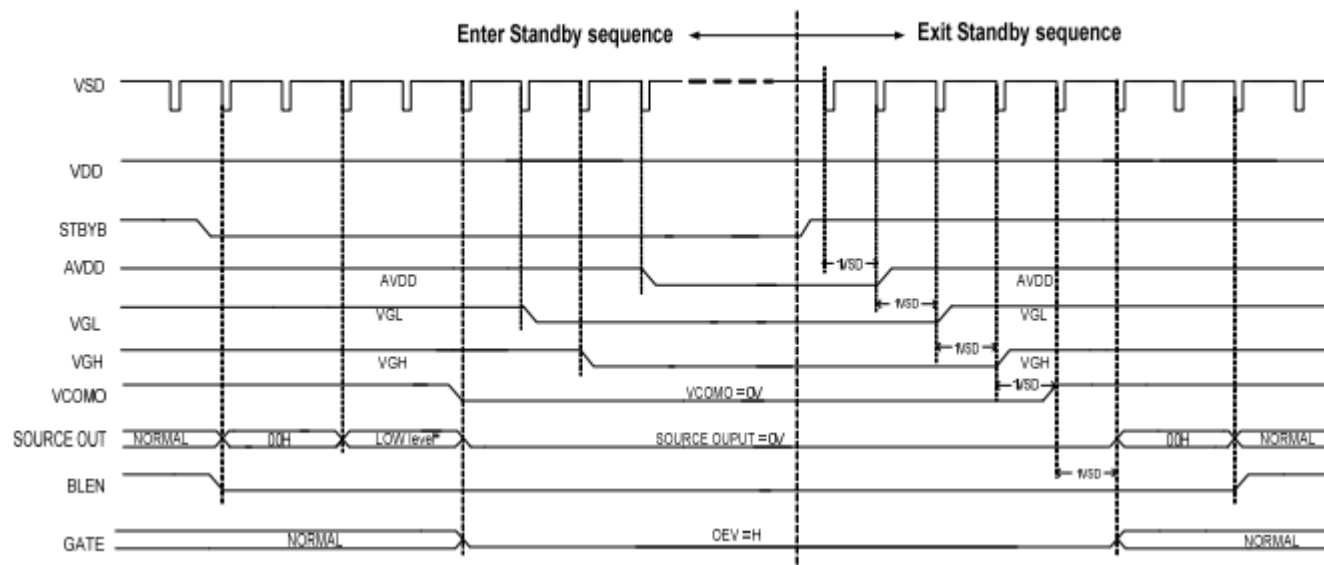 Enter Standby sequence
Exit Standby sequence
VSD
VDD
STBYB
1VSD
AVDD
AVDD
AVDD
1VSD
VGL
VGL
VGL
1VSD
VGH
VGH
VGH
1VSD
VCOMO
VCOMO =0V
SOURCE OUT
NORMAL
00H
LOW level*
SOURCE OUPUT =0V
00H
NORMAL
1VSD
BLEN
GATE
NORMAL
OEV =H
NORMAL